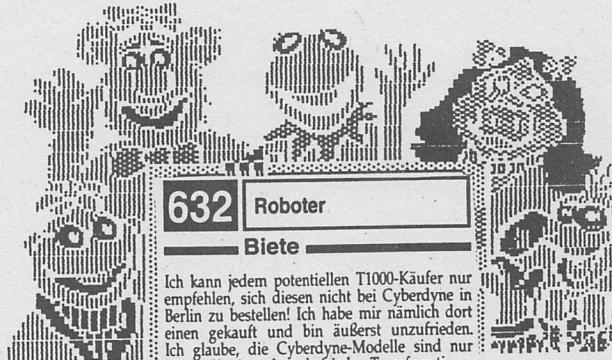 632
Roboter
Biete
Ich kann jedem potentiellen T1000-Käufer nur
empfehlen, sich diesen nicht bei Cyberdyne in
Berlin zu bestellen! Ich habe mir nämlich dort
einen gekauft und bin äußerst unzufrieden.
Ich glaube, die Cyberdyne-Modelle sind nur